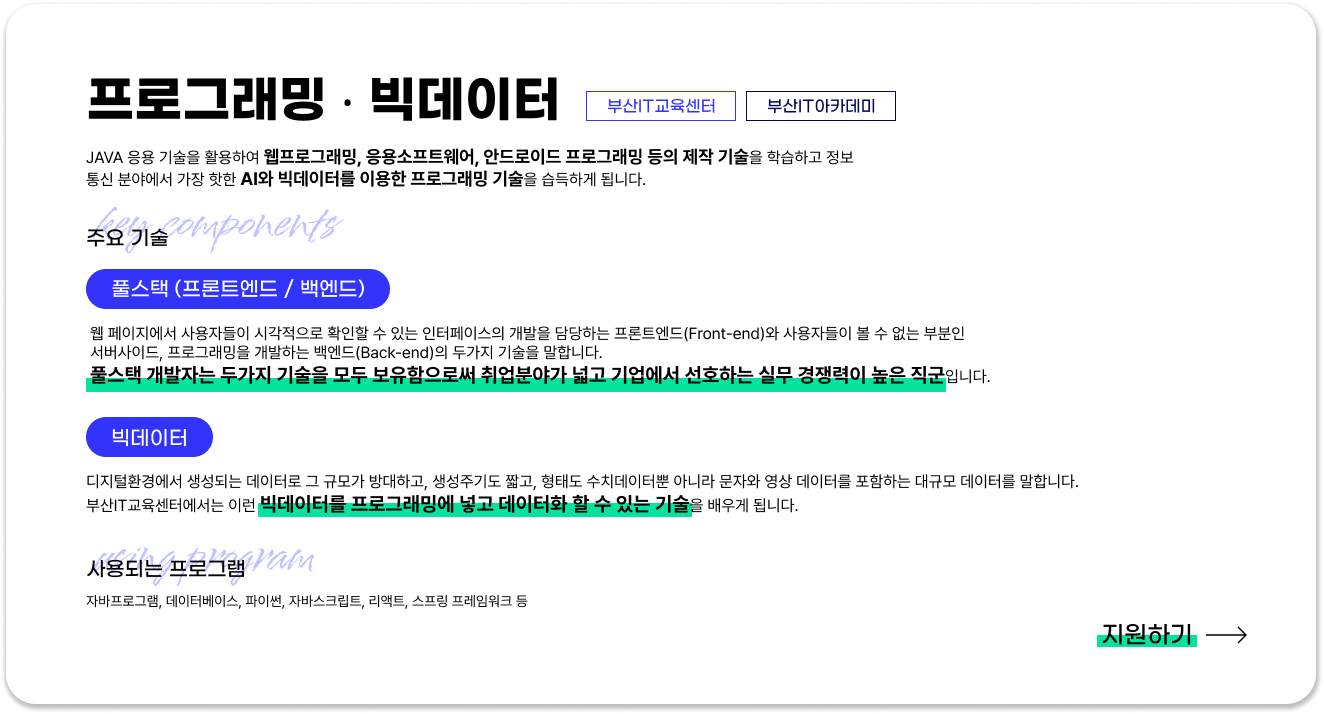 프로그래밍 · 빅데이터 부산IT교육센터 부산IT아카데미
JAVA 응용 기술을 활용하여 웹프로그래밍, 응용소프트웨어, 안드로이드 프로그래밍 등의 제작 기술을 학습하고 정보
통신 분야에서 가장 핫한 AI와 빅데이터를 이용한 프로그래밍 기술을 습득하게 됩니다.
key components
주요 기술
풀스택 (프론트엔드 / 백엔드)
웹 페이지에서 사용자들이 시각적으로 확인할 수 있는 인터페이스의 개발을 담당하는 프론트엔드(Front-end)와 사용자들이 볼 수 없는 부분인
서버사이드, 프로그래밍을 개발하는 백엔드(Back-end)의 두가지 기술을 말합니다.
풀스택 개발자는 두가지 기술을 모두 보유함으로써 취업분야가 넓고 기업에서 선호하는 실무 경쟁력이 높은 직군입니다.
빅데이터
디지털환경에서 생성되는 데이터로 그 규모가 방대하고, 생성주기도 짧고, 형태도 수치데이터뿐 아니라 문자와 영상 데이터를 포함하는 대규모 데이터를 말합니다.
부산IT교육센터에서는 이런 빅데이터를 프로그래밍에 넣고 데이터화 할 수 있는 기술을 배우게 됩니다.
using program
사용되는 프로그램
자바프로그램, 데이터베이스, 파이썬, 자바스크립트, 리액트, 스프링 프레임워크 등
지원하기